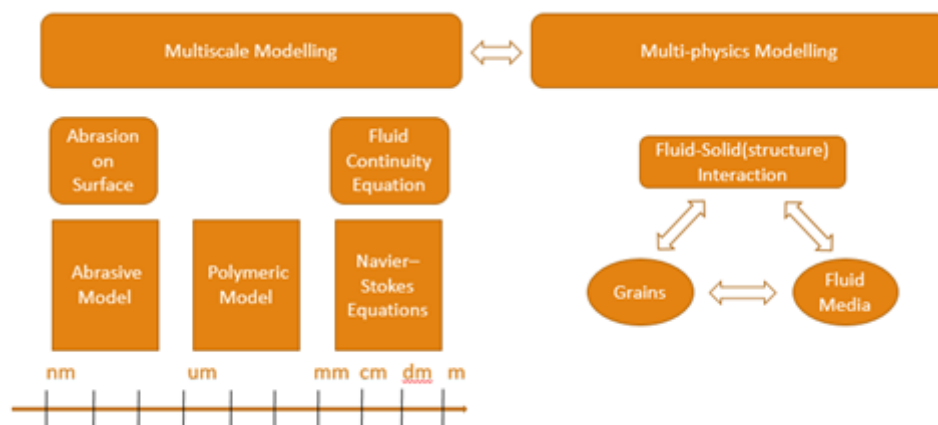 Multiscale Modelling
Multi-physics Modelling
Abrasion
on
Surface
Fluid
Continuity
Equation
Fluid-Solid(structure)
Interaction
Abrasive
Model
Polymeric
Model
Navier–
Stokes
Equations
Grains
Fluid
Media
nm um mm cm dm m